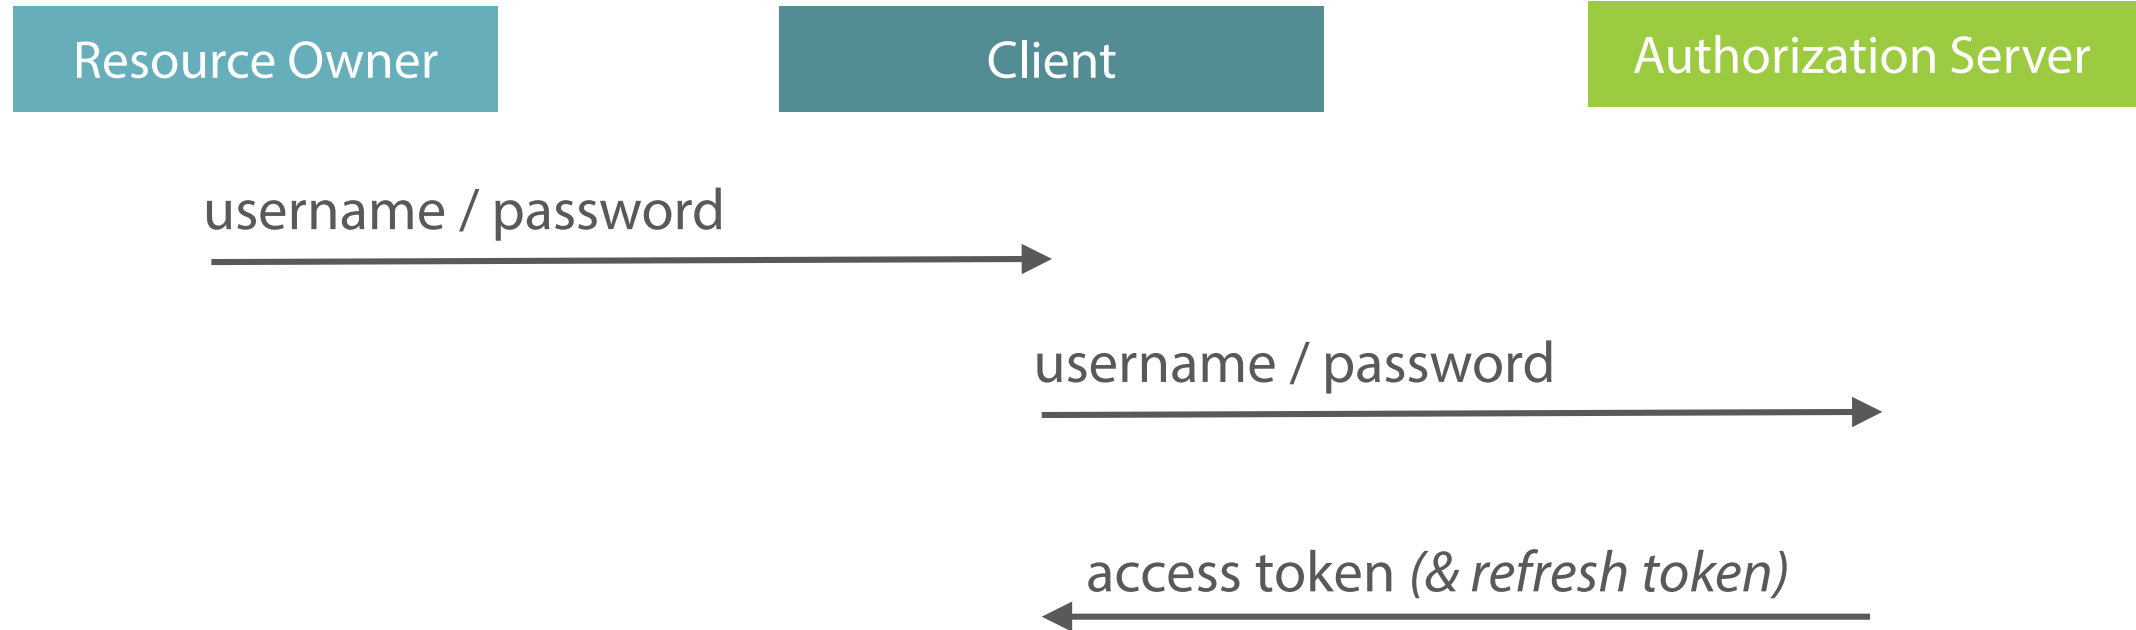 Resource Owner
Client
Authorization Server
username / password
username / password
access token (& refresh token)